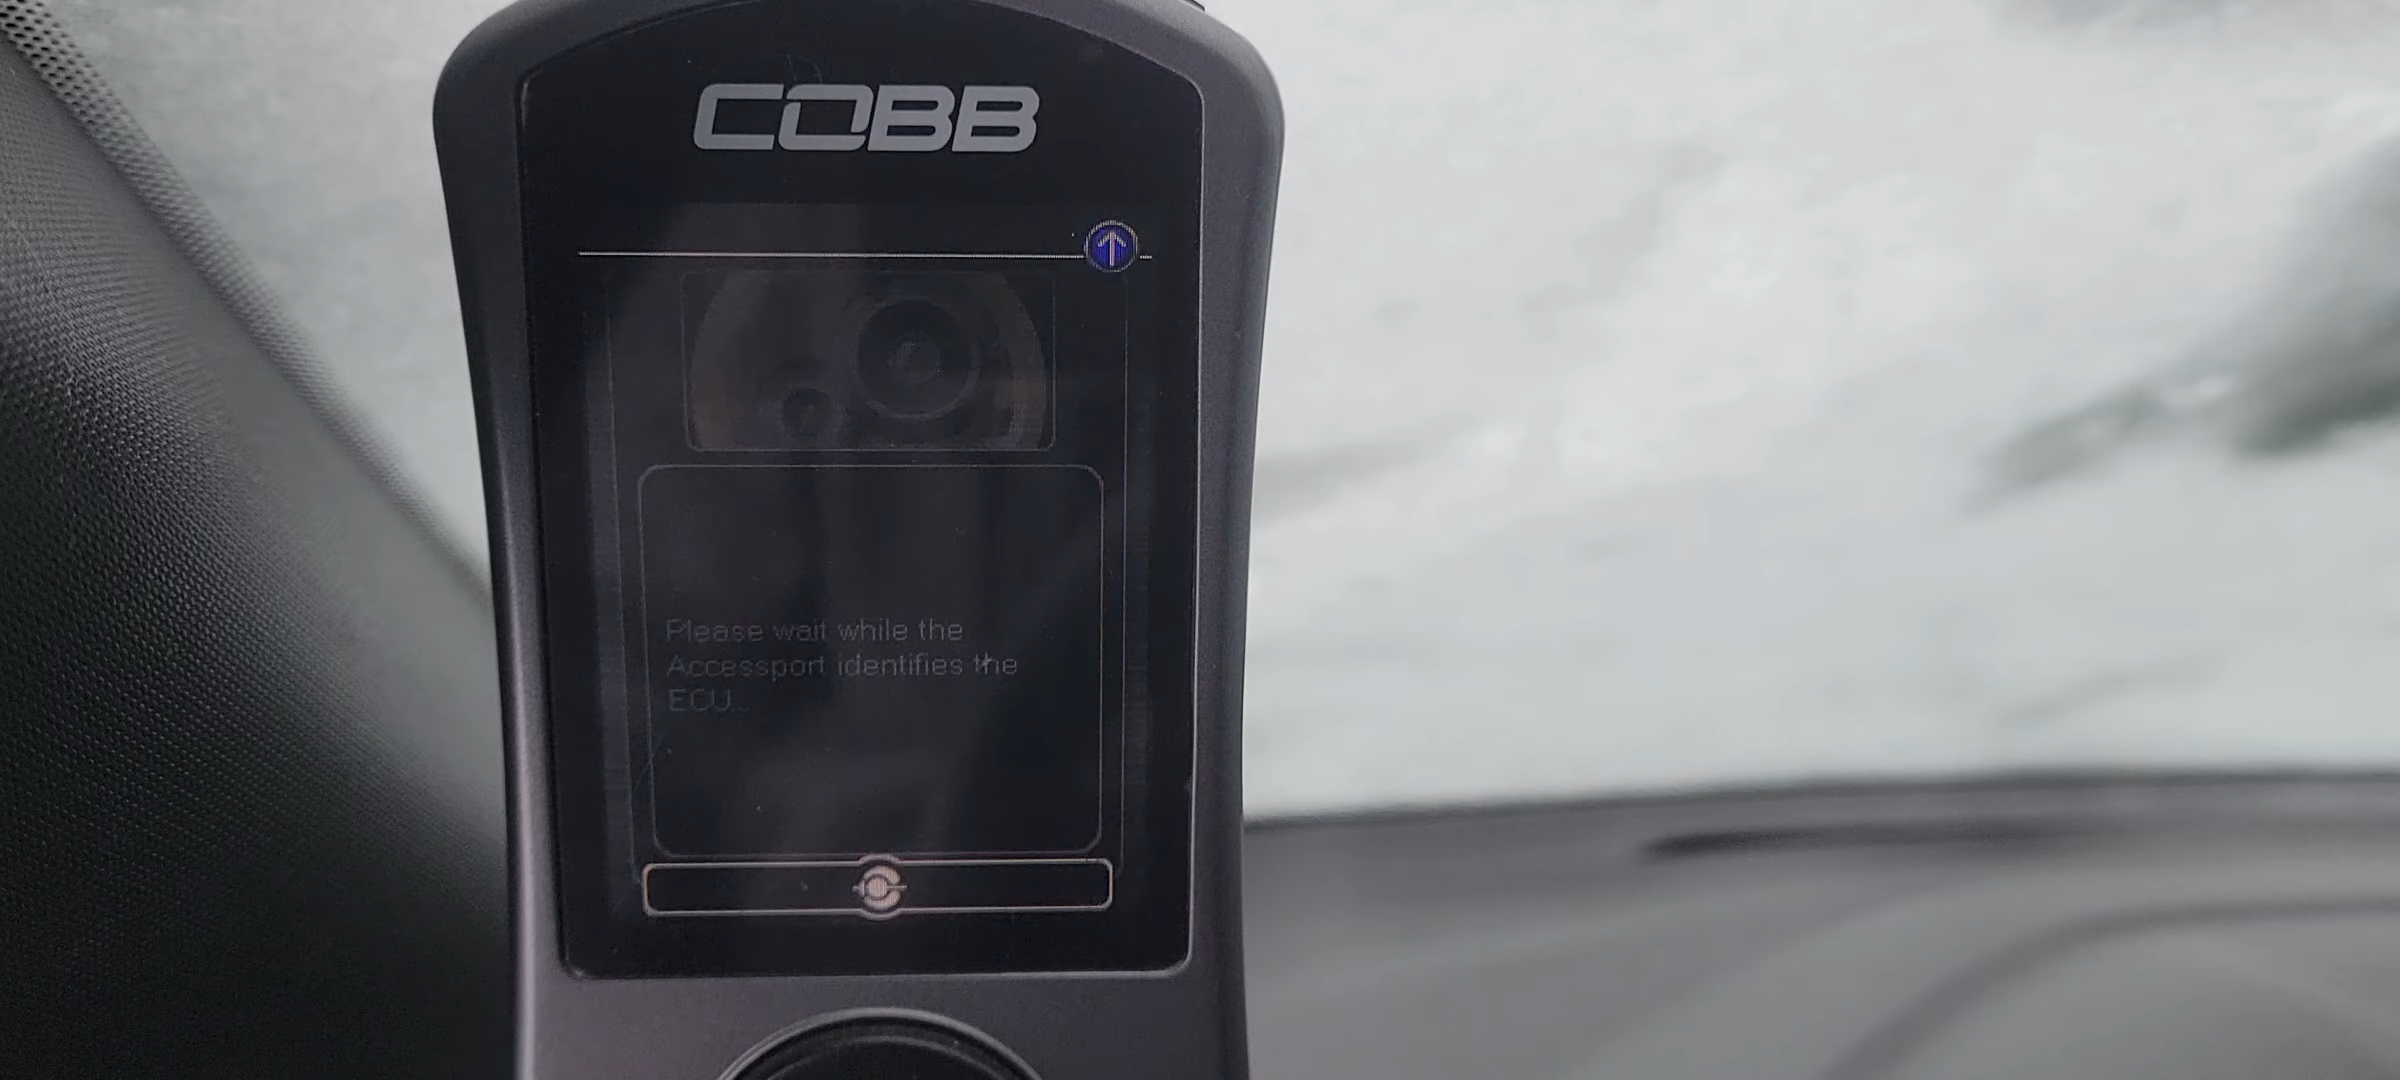 COBB
Please wait while the
Accessport identifies the
ECU...